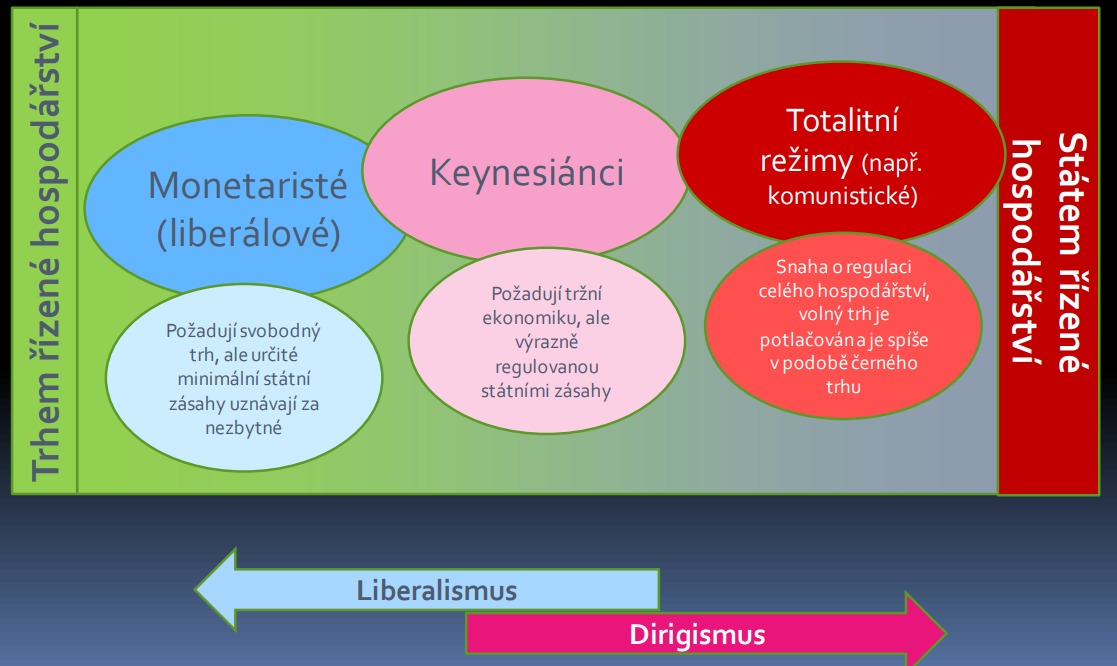 Trhem řízené hospodářství
Monetaristé
(liberálové)
Požadují svobodný
trh, ale určité
minimální státní
zásahy uznávají za
nezbytné
Keynesiánci
Požadují tržní
ekonomiku, ale
výrazně
regulovanou
státními zásahy
Totalitní
režimy (např.
komunistické)
Snaha o regulaci
celého hospodářství,
volný trh je
potlačován a je spíše
v podobě černého
trhu
Státem řízené
hospodářství
Liberalismus
Dirigismus